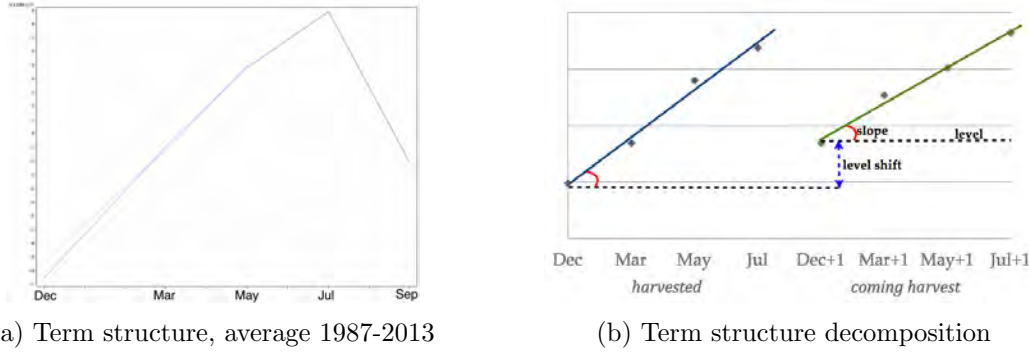 Dec Mar May Jul Sep
slope
level
level shift
Dec Mar May Jul Dec+1 Mar+1 May+1 Jul+1
harvested coming harvest
a) Term structure, average 1987-2013
(b) Term structure decomposition